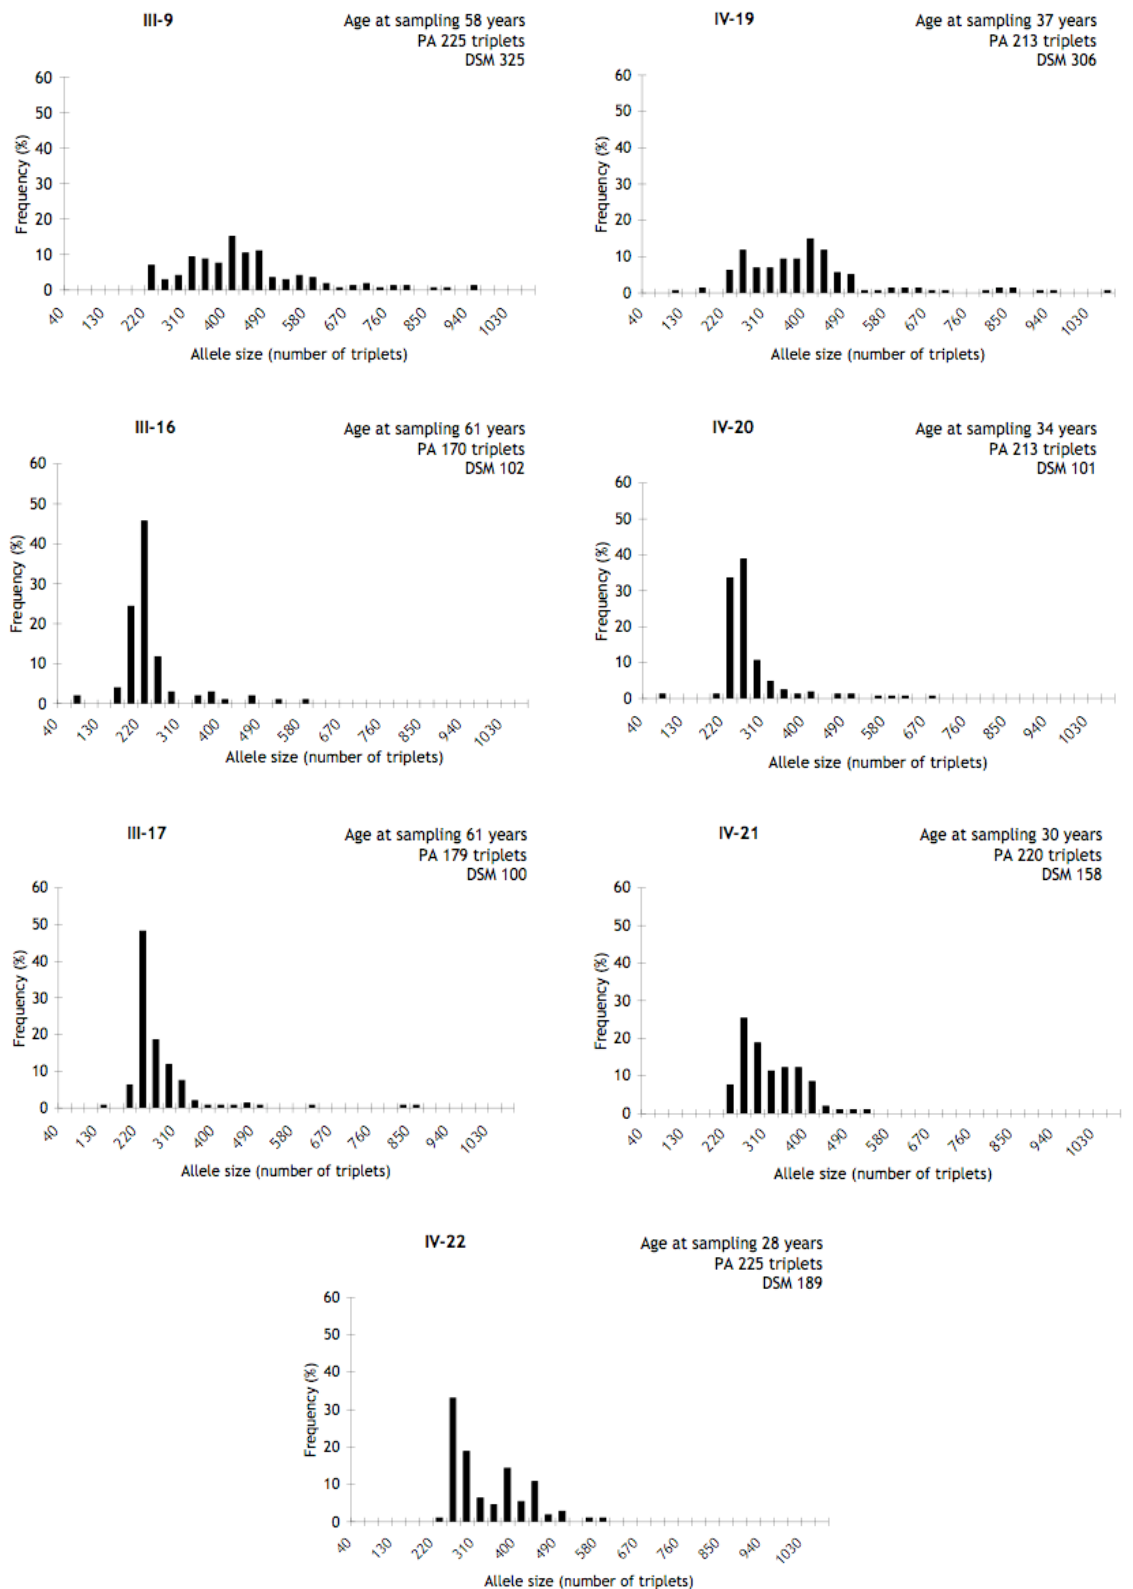 III-9
Age at sampling 58 years
PA 225 triplets
DSM 325
60
50
40
30
20
10
0
Frequency (%)
40 130 220 310 400 490 580 670 760 850 940 1030
Allele size (number of triplets)
IV-19
Age at sampling 37 years
PA 213 triplets
DSM 306
60
50
40
30
20
10
0
Frequency (%)
40 130 220 310 400 490 580 670 760 850 940 1030
Allele size (number of triplets)
III-16
Age at sampling 61 years
PA 170 triplets
DSM 102
60
50
40
30
20
10
0
Frequency (%)
40 130 220 310 400 490 580 670 760 850 940 1030
Allele size (number of triplets)
IV-20
Age at sampling 34 years
PA 213 triplets
DSM 101
60
50
40
30
20
10
0
Frequency (%)
40 130 220 310 400 490 580 670 760 850 940 1030
Allele size (number of triplets)
III-17
Age at sampling 61 years
PA 179 triplets
DSM 100
60
50
40
30
20
10
0
Frequency (%)
40 130 220 310 400 490 580 670 760 850 940 1030
Allele size (number of triplets)
IV-21
Age at sampling 30 years
PA 220 triplets
DSM 158
60
50
40
30
20
10
0
Frequency (%)
40 130 220 310 400 490 580 670 760 850 940 1030
Allele size (number of triplets)
IV-22
Age at sampling 28 years
PA 225 triplets
DSM 189
60
50
40
30
20
10
0
Frequency (%)
40 130 220 310 400 490 580 670 760 850 940 1030
Allele size (number of triplets)